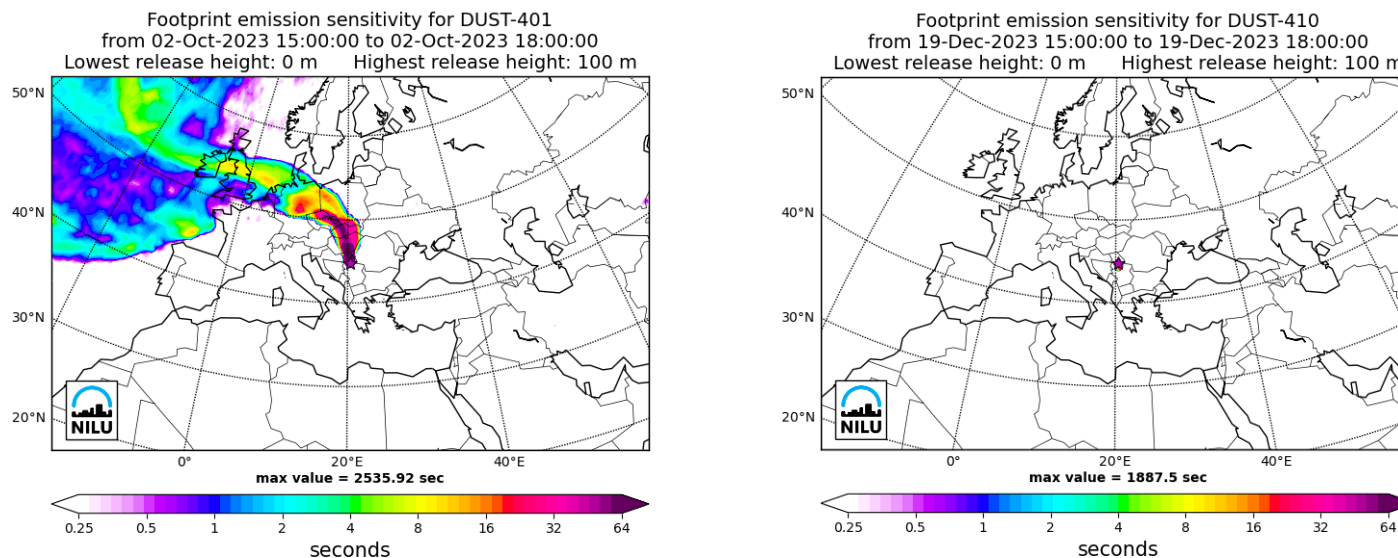 Footprint emission sensitivity for DUST-401
from 02-Oct-2023 15:00:00 to 02-Oct-2023 18:00:00
Lowest release height: 0 m Highest release height: 100 m
50°N
40°N
30°N
20°N
NILU
0° 20°E 40°E
max value = 2535.92 sec
0.25 0.5 1 2 4 8 16 32 64
seconds
Footprint emission sensitivity for DUST-410
from 19-Dec-2023 15:00:00 to 19-Dec-2023 18:00:00
Lowest release height: 0 m Highest release height: 100 m
50°N
40°N
30°N
20°N
NILU
0° 20°E 40°E
max value = 1887.5 sec
0.25 0.5 1 2 4 8 16 32 64
seconds